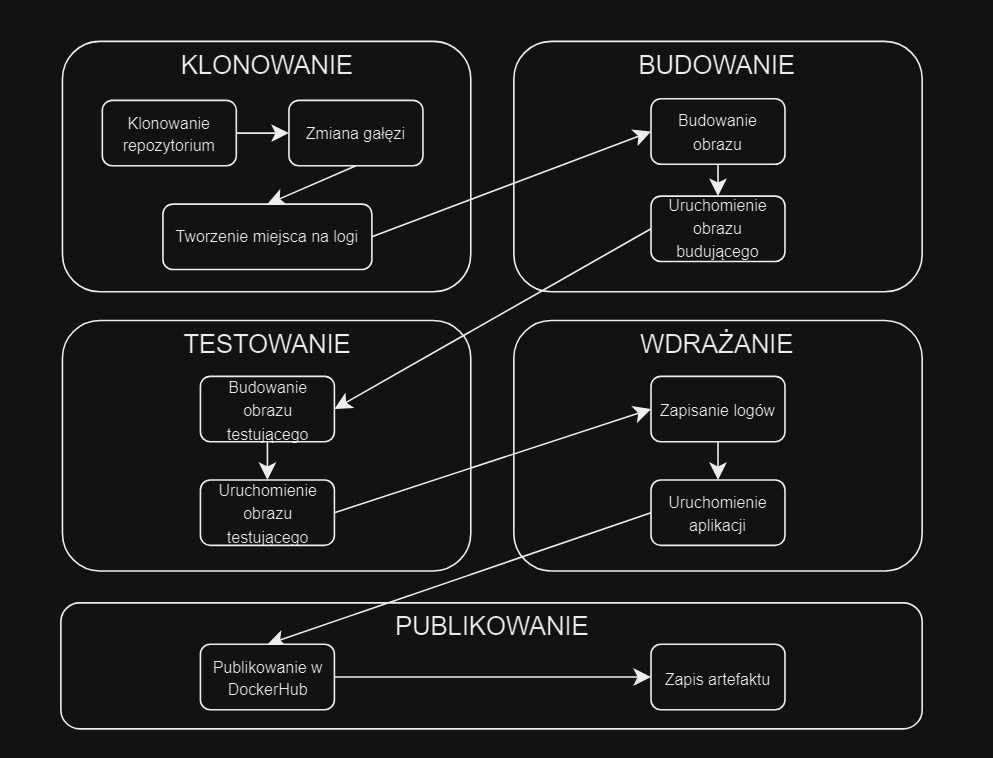 KLONOWANIE
Klonowanie
repozytorium
Zmiana gałęzi
Tworzenie miejsca na logi
BUDOWANIE
Budowanie
obrazu
Uruchomienie
obrazu
budującego
TESTOWANIE
Budowanie
obrazu
testującego
Uruchomienie
obrazu
testującego
WDRAŻANIE
Zapisanie logów
Uruchomienie
aplikacji
PUBLIKOWANIE
Publikowanie w
DockerHub
Zapis artefaktu